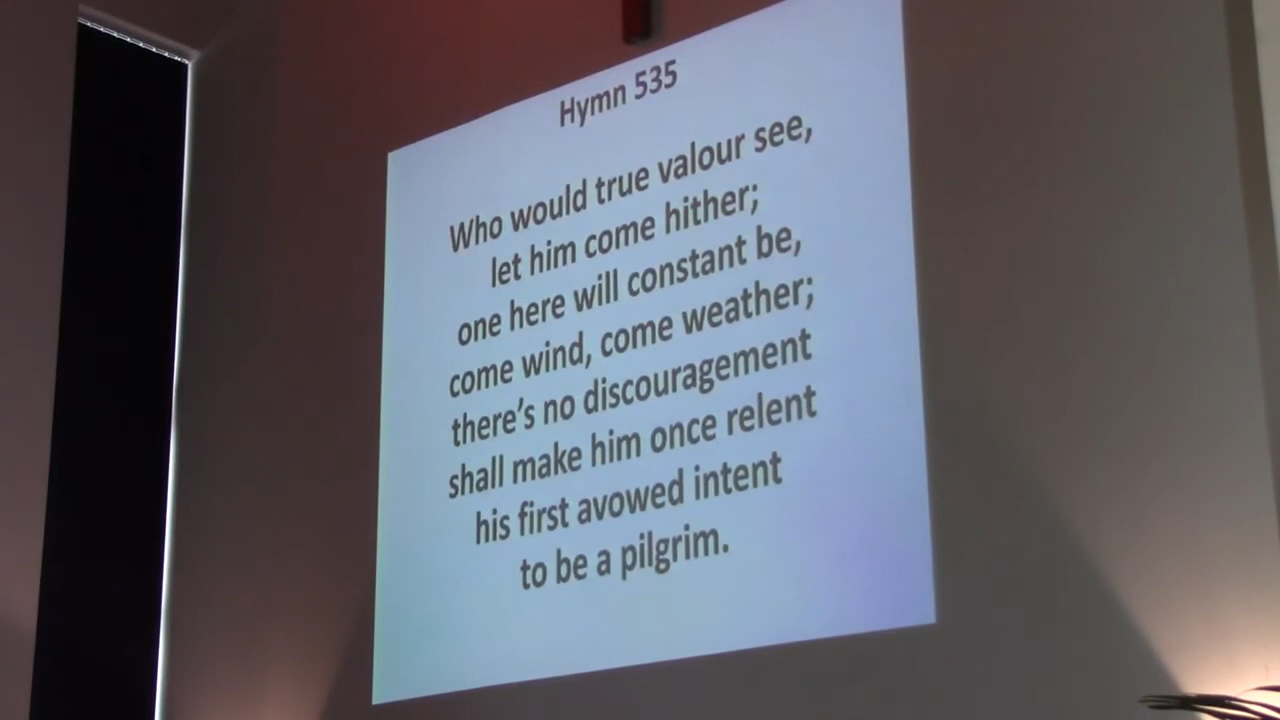 Hymn 535
Who would true valour see,
let him come hither;
one here will constant be,
come wind, come weather;
there's no discouragement
shall make him once relent
his first avowed intent
to be a pilgrim.